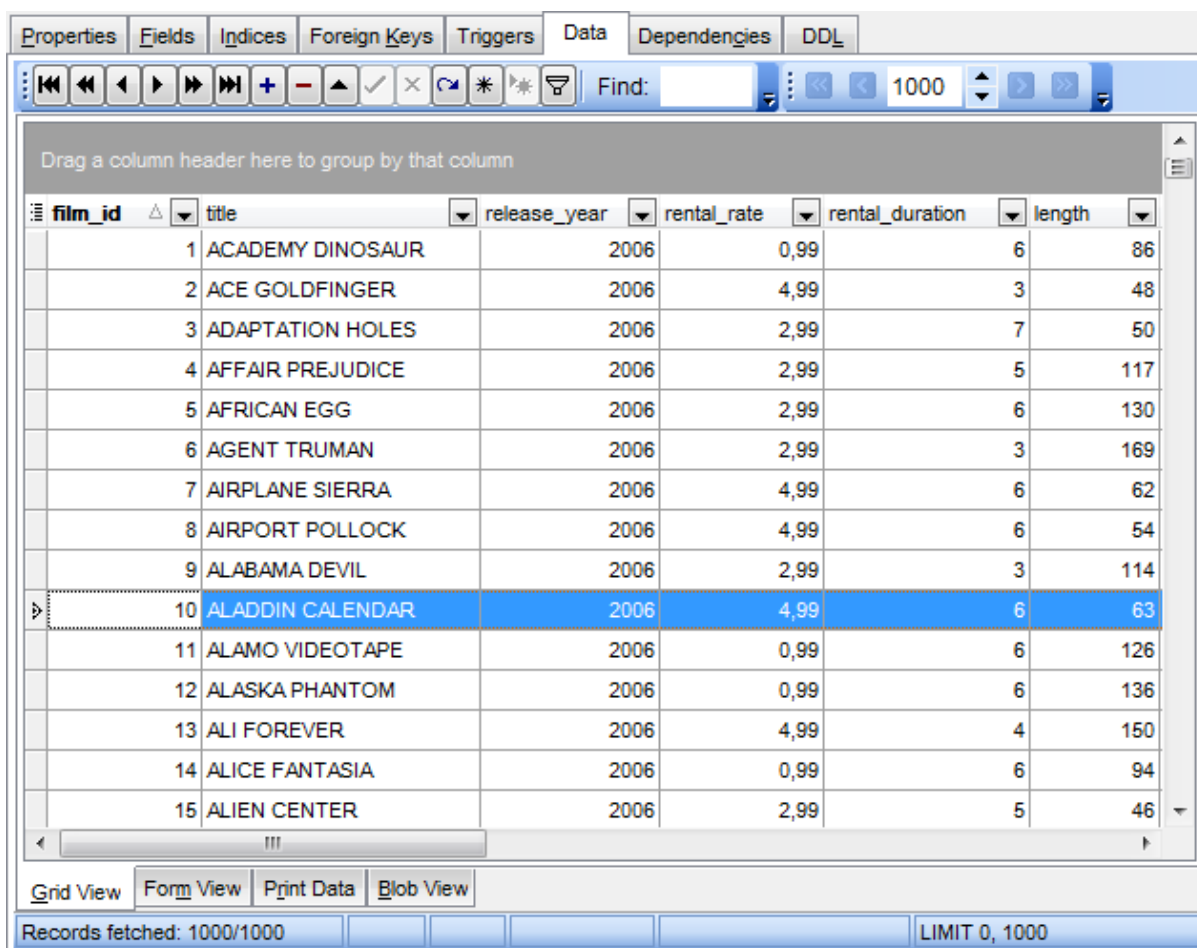 Properties Fields Indices Foreign Keys Triggers Data Dependencies DDL
Find: 1000
Drag a column header here to group by that column
film_id title release_year rental_rate rental_duration length
1 ACADEMY DINOSAUR 2006 0,99 6 86
2 ACE GOLDFINGER 2006 4,99 3 48
3 ADAPTATION HOLES 2006 2,99 7 50
4 AFFAIR PREJUDICE 2006 2,99 5 117
5 AFRICAN EGG 2006 2,99 6 130
6 AGENT TRUMAN 2006 2,99 3 169
7 AIRPLANE SIERRA 2006 4,99 6 62
8 AIRPORT POLLOCK 2006 4,99 6 54
9 ALABAMA DEVIL 2006 2,99 3 114
10 ALADDIN CALENDAR 2006 4,99 6 63
11 ALAMO VIDEOTAPE 2006 0,99 6 126
12 ALASKA PHANTOM 2006 0,99 6 136
13 ALI FOREVER 2006 4,99 4 150
14 ALICE FANTASIA 2006 0,99 6 94
15 ALIEN CENTER 2006 2,99 5 46
Grid View Form View Print Data Blob View
Records fetched: 1000/1000 LIMIT 0, 1000